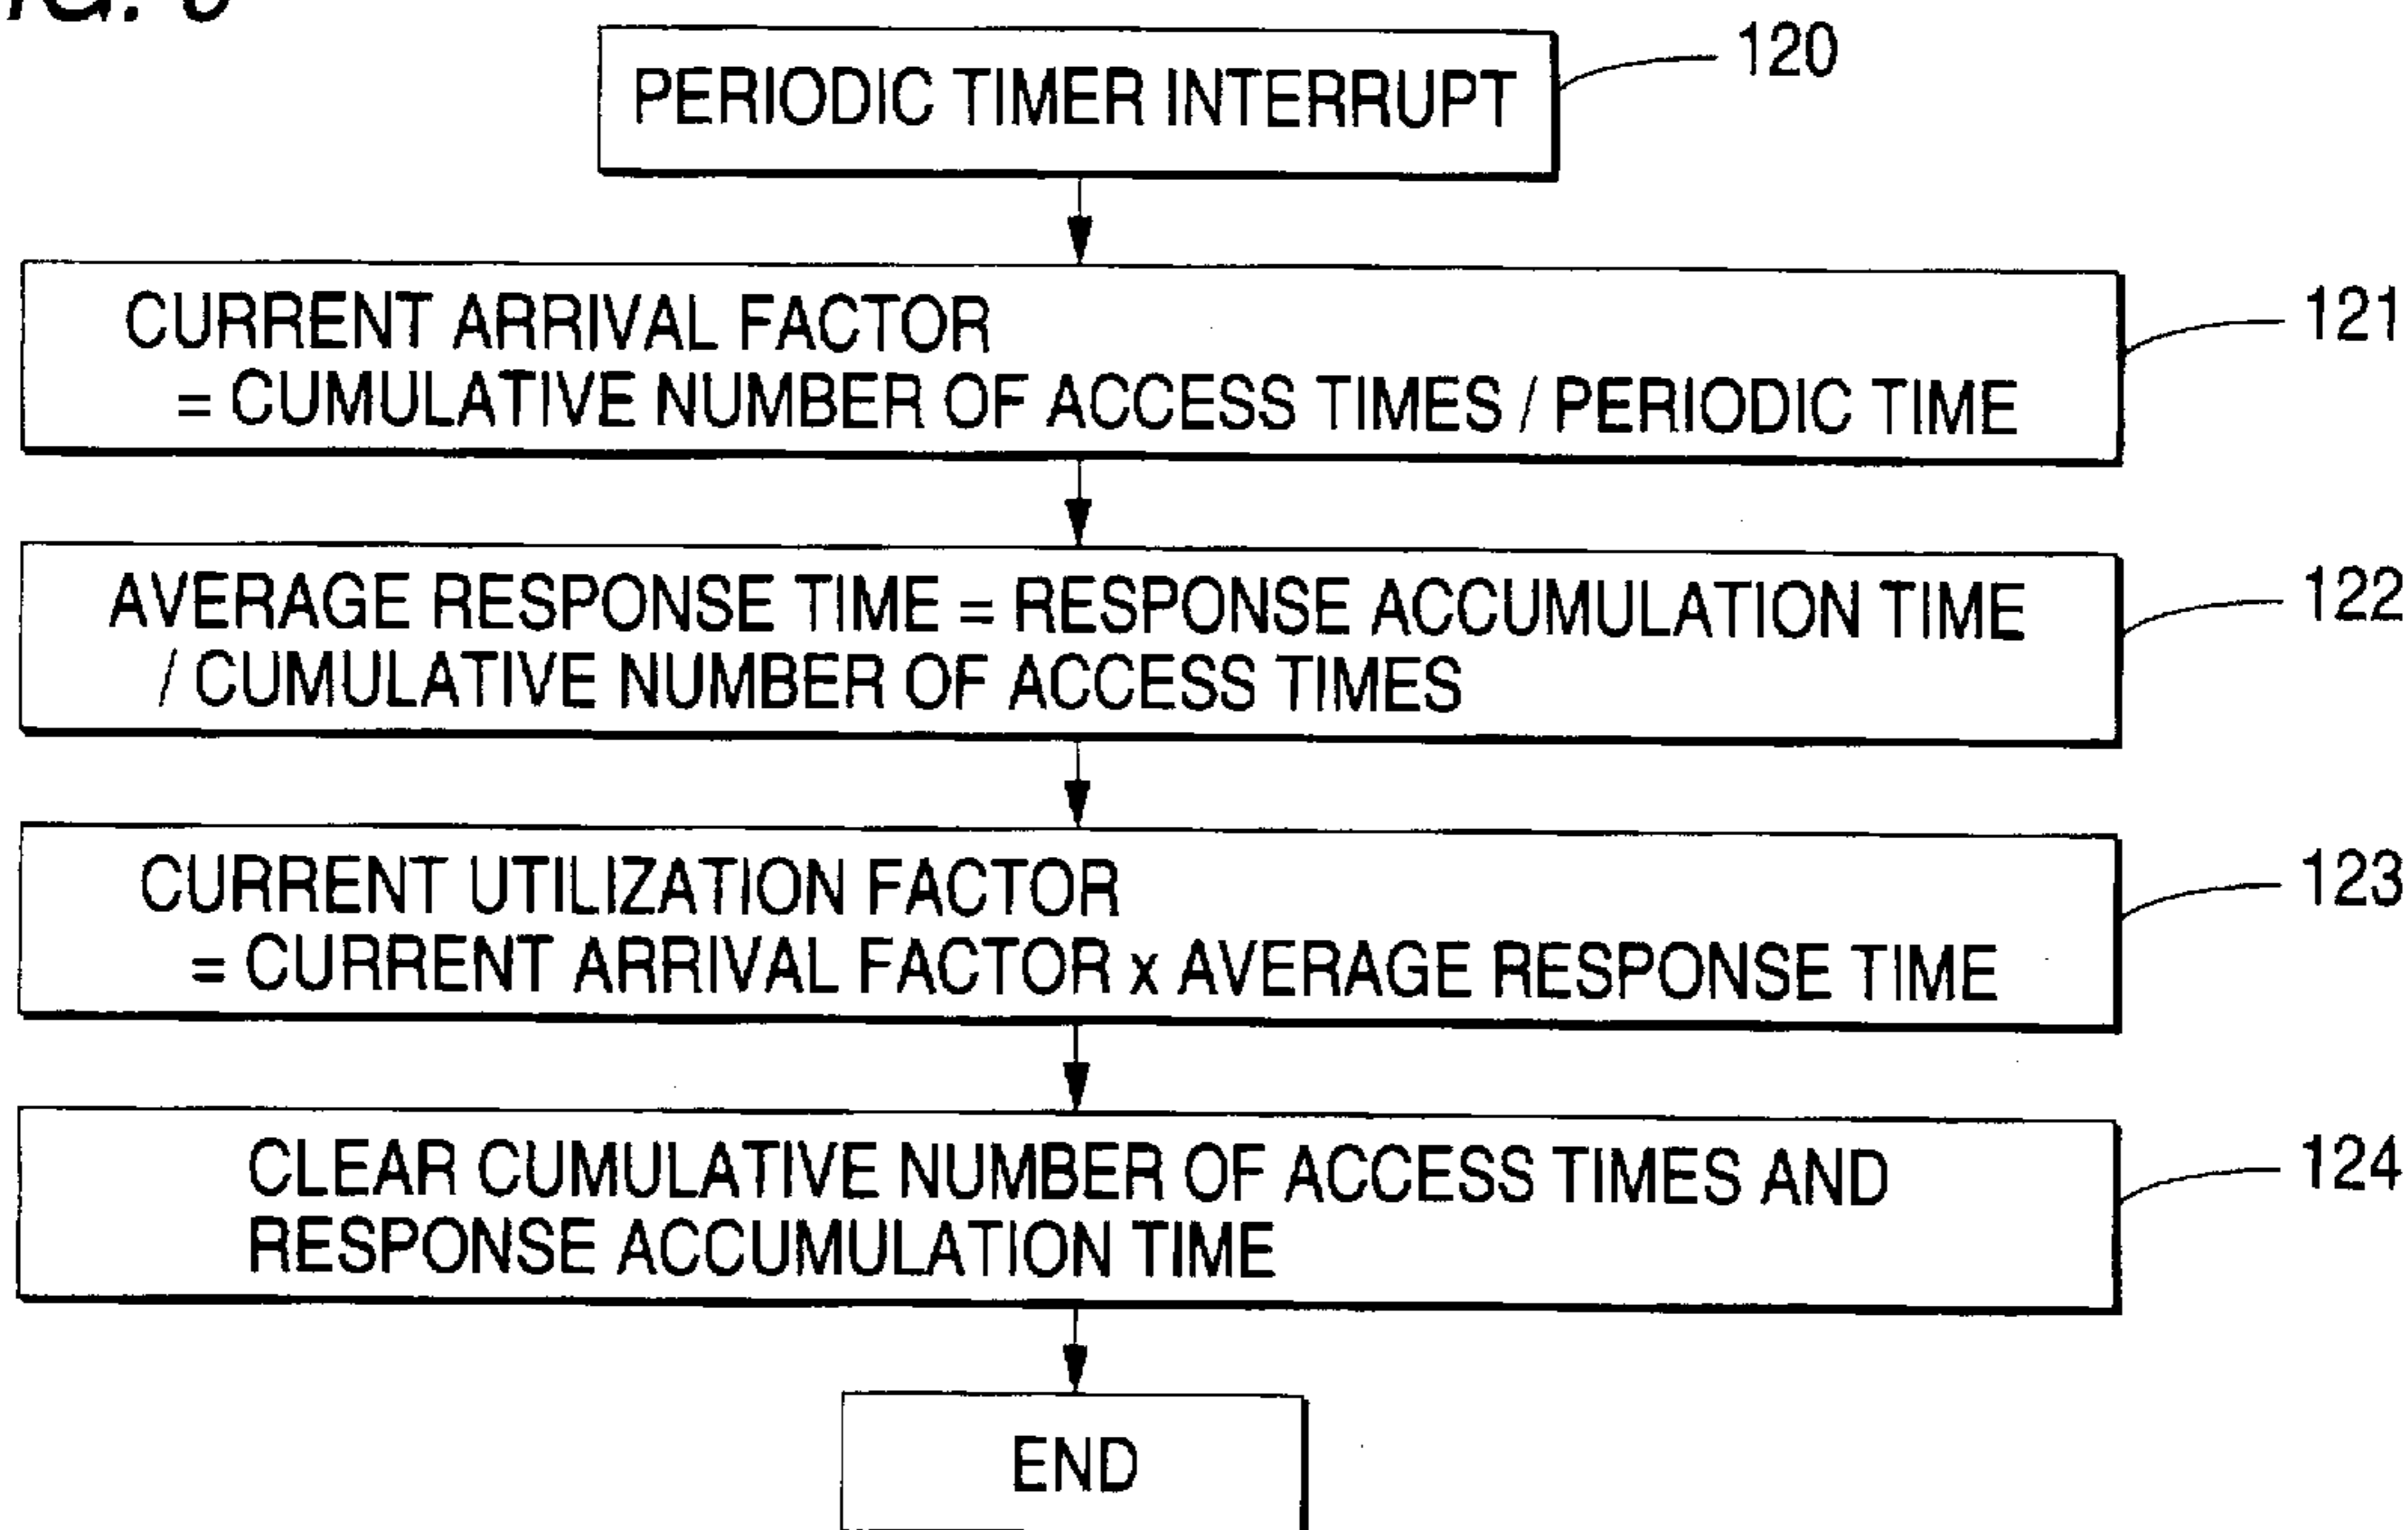 PERIODIC TIMER INTERRUPT
120
CURRENT ARRIVAL FACTOR
= CUMULATIVE NUMBER OF ACCESS TIMES / PERIODIC TIME
121
AVERAGE RESPONSE TIME = RESPONSE ACCUMULATION TIME
/ CUMULATIVE NUMBER OF ACCESS TIMES
122
CURRENT UTILIZATION FACTOR
= CURRENT ARRIVAL FACTOR x AVERAGE RESPONSE TIME
123
CLEAR CUMULATIVE NUMBER OF ACCESS TIMES AND
RESPONSE ACCUMULATION TIME
124
END